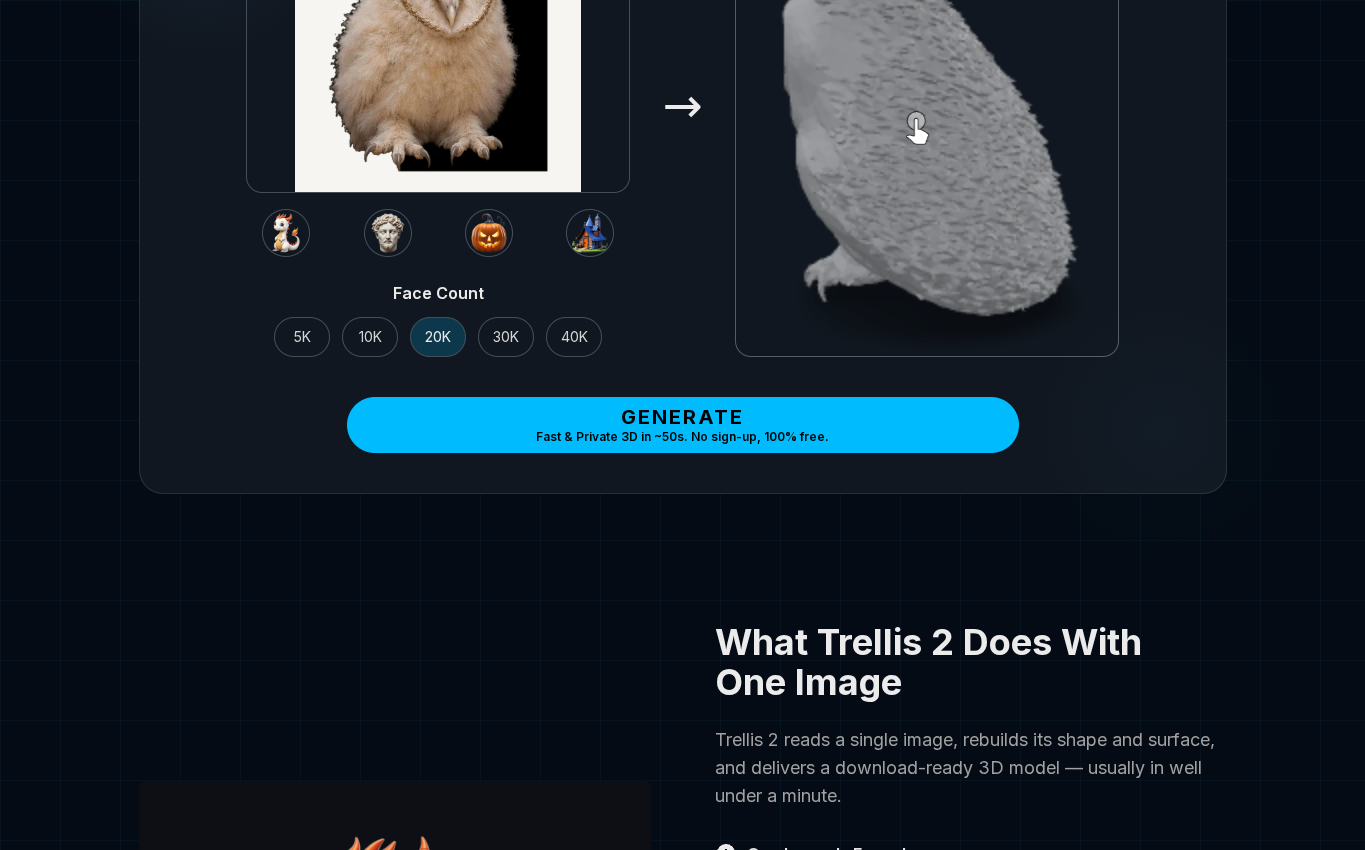 Face Count
5K
10K
20K
30K
40K
GENERATE
Fast & Private 3D in ~50s. No sign-up, 100% free.
What Trellis 2 Does With
One Image
Trellis 2 reads a single image, rebuilds its shape and surface,
and delivers a download-ready 3D model — usually in well
under a minute.